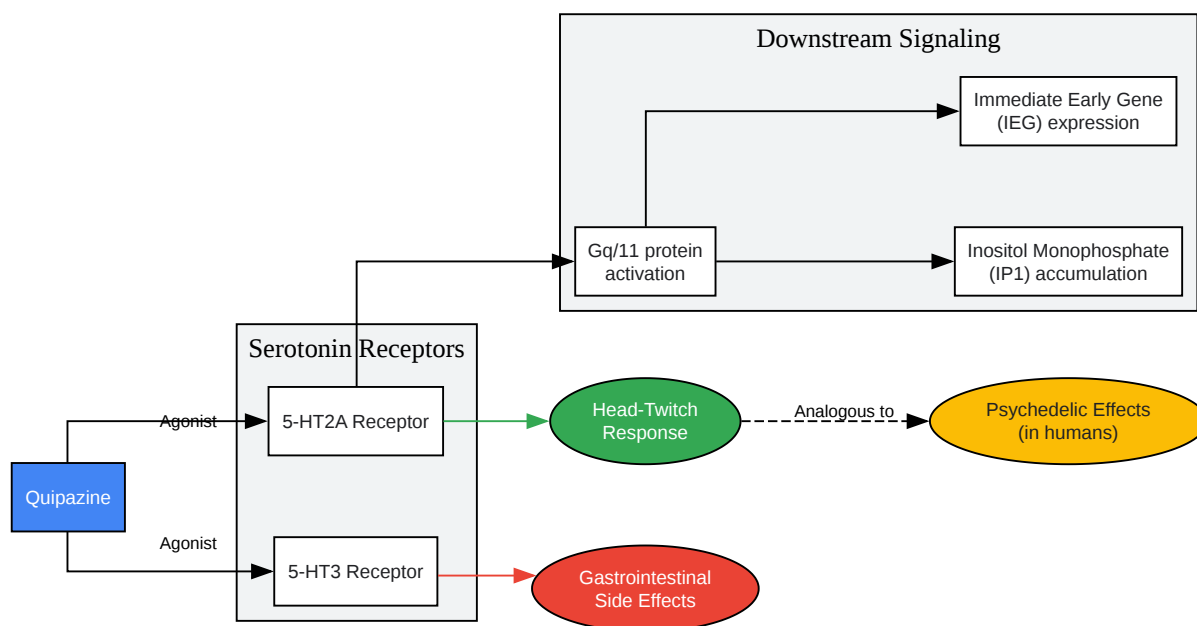 Downstream Signaling
Immediate Early Gene
(IEG) expression
Gq/11 protein
activation
Inositol Monophosphate
(IP1) accumulation
Serotonin Receptors
Agonist
5-HT2A Receptor
Head-Twitch
Response
Analogous to
Psychedelic Effects
(in humans)
Quipazine
Agonist
5-HT3 Receptor
Gastrointestinal
Side Effects